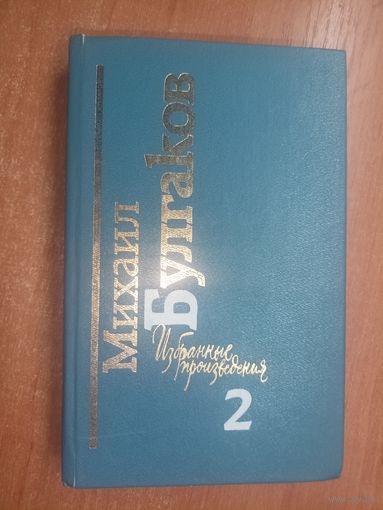 Михаил
Булгаков
Избранные
произведения
2